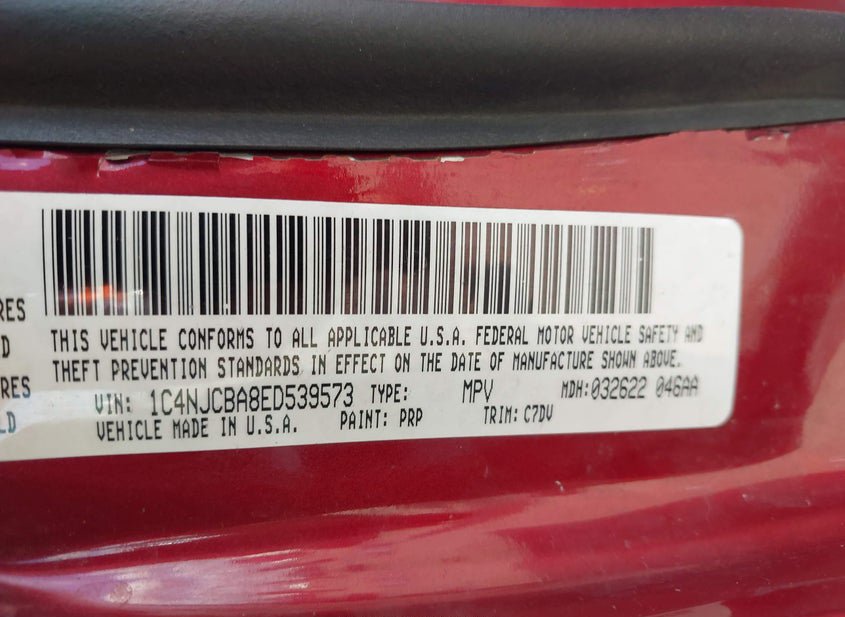 RES
D
RES
LD
THIS VEHICLE CONFORMS TO ALL APPLICABLE U.S.A. FEDERAL MOTOR VEHICLE SAFETY AND
THEFT PREVENTION STANDARDS IN EFFECT ON THE DATE OF MANUFACTURE SHOWN ABOVE.
VIN: 1C4NJCBA8ED539573 TYPE: MPV MDH:032622 046AA
VEHICLE MADE IN U.S.A. PAINT: PRP TRIM: C7DV